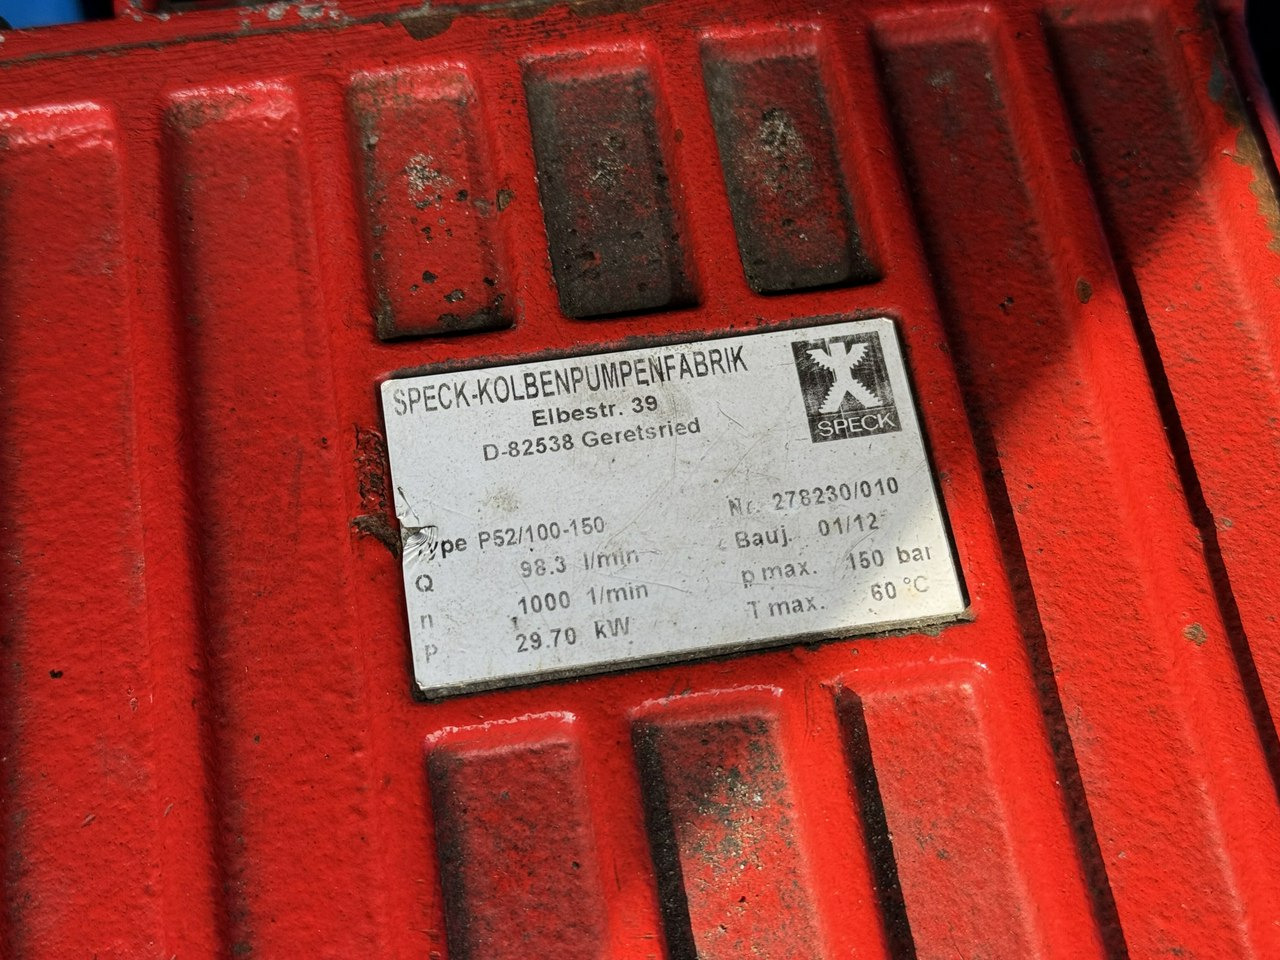 SPECK-KOLBENPUMPENFABRIK
Elbestr. 39
D-82538 Geretsried
SPECK
ype P52/100-150
Q 98.3 l/min
n 1000 1/min
P 29.70 kW
Nr. 278230/010
Bauj. 01/12
p max. 150 bar
T max. 60 °C